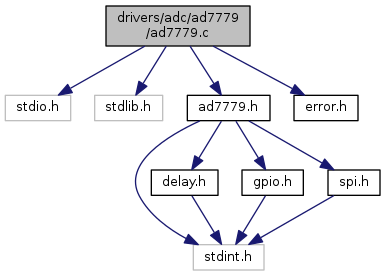 drivers/adc/ad7779
/ad7779.c
stdio.h
stdlib.h
ad7779.h
error.h
delay.h
gpio.h
spi.h
stdint.h